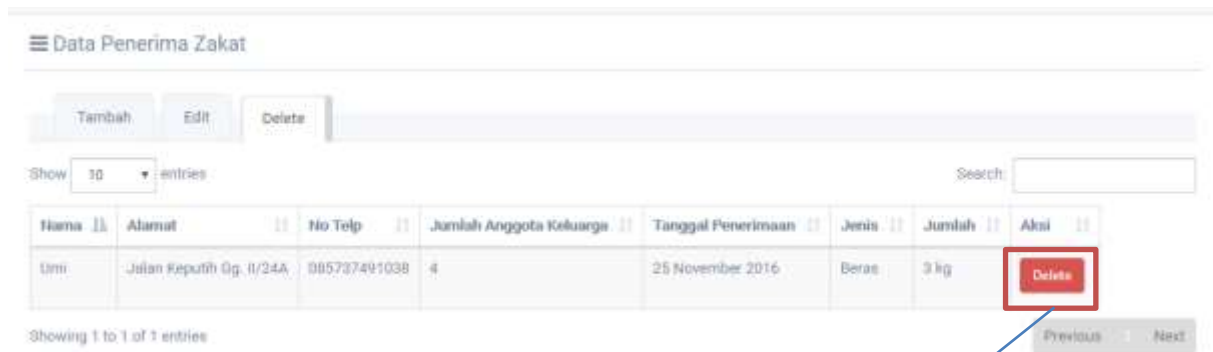 Data Penerima Zakat
Tambah Edit Delete
Show 10 entries Search:
Nama Alamat No Telp Jumlah Anggota Keluarga Tanggal Penerimaan Jenis Jumlah Aksi
Umi Jalan Keputih Gg. II/24A 085737491038 4 25 November 2016 Beras 3 kg Delete
Showing 1 to 1 of 1 entries Previous 1 Next